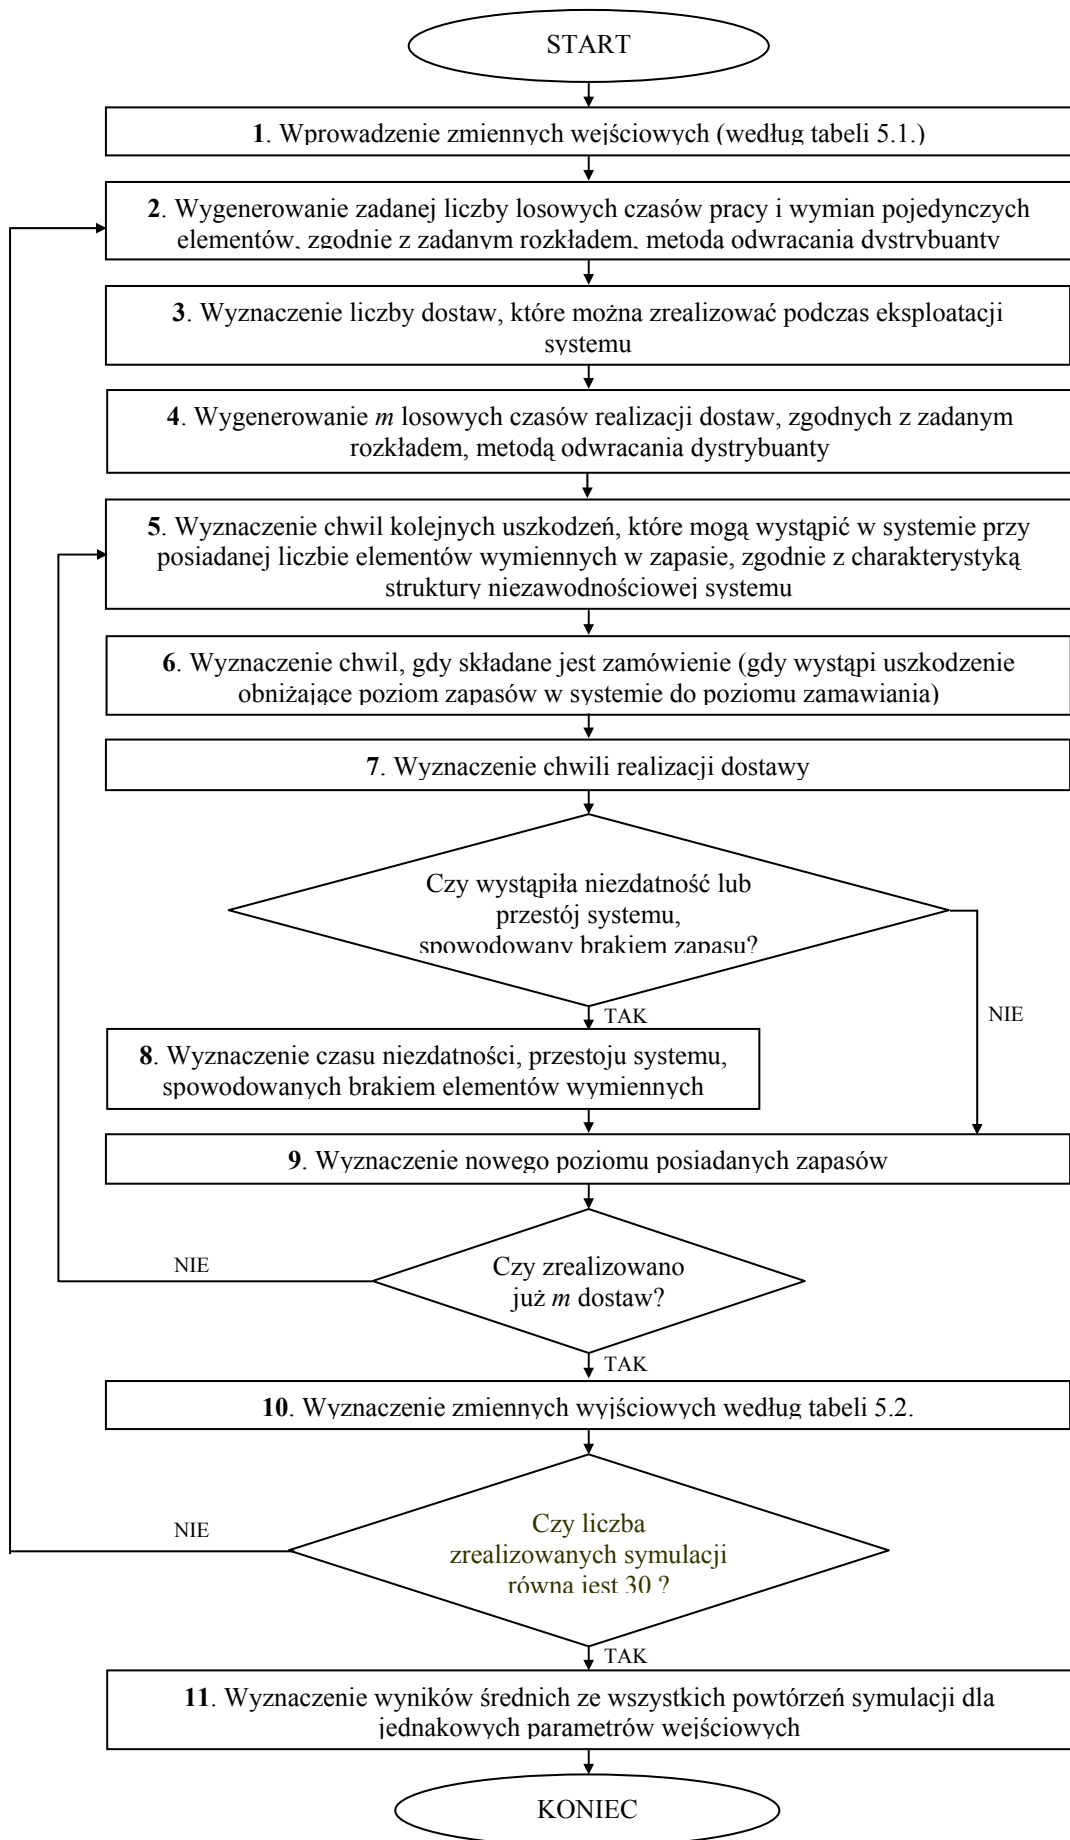 START
1. Wprowadzenie zmiennych wejściowych (według tabeli 5.1.)
2. Wygenerowanie zadanej liczby losowych czasów pracy i wymian pojedynczych
elementów, zgodnie z zadanym rozkładem, metodą odwracania dystrybuanty
3. Wyznaczenie liczby dostaw, które można zrealizować podczas eksploatacji
systemu
4. Wygenerowanie m losowych czasów realizacji dostaw, zgodnych z zadanym
rozkładem, metodą odwracania dystrybuanty
5. Wyznaczenie chwil kolejnych uszkodzeń, które mogą wystąpić w systemie przy
posiadanej liczbie elementów wymiennych w zapasie, zgodnie z charakterystyką
struktury niezawodnościowej systemu
6. Wyznaczenie chwil, gdy składane jest zamówienie (gdy wystąpi uszkodzenie
obniżające poziom zapasów w systemie do poziomu zamawiania)
7. Wyznaczenie chwili realizacji dostawy
Czy wystąpiła niezdatność lub
przestój systemu,
spowodowany brakiem zapasu?
TAK
NIE
8. Wyznaczenie czasu niezdatności, przestoju systemu,
spowodowanych brakiem elementów wymiennych
9. Wyznaczenie nowego poziomu posiadanych zapasów
NIE
Czy zrealizowano
już m dostaw?
TAK
10. Wyznaczenie zmiennych wyjściowych według tabeli 5.2.
NIE
Czy liczba
zrealizowanych symulacji
równa jest 30 ?
TAK
11. Wyznaczenie wyników średnich ze wszystkich powtórzeń symulacji dla
jednakowych parametrów wejściowych
KONIEC